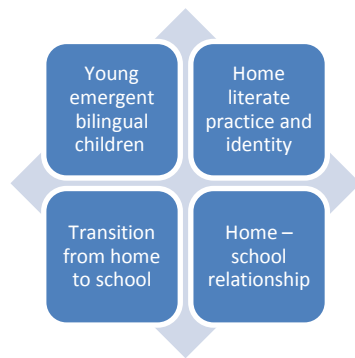 Young
emergent
bilingual
children
Home
literate
practice and
identity
Transition
from home
to school
Home –
school
relationship